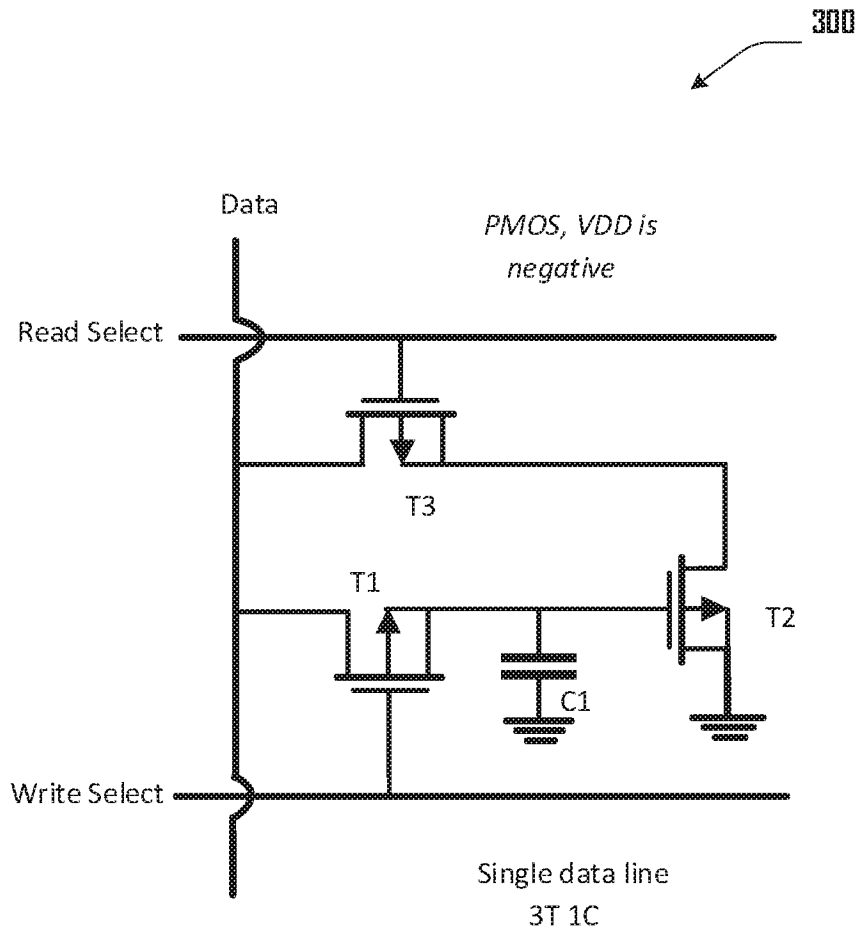 300
Data
PMOS, VDD is
negative
Read Select
T3
T1
T2
C1
Write Select
Single data line
3T 1C